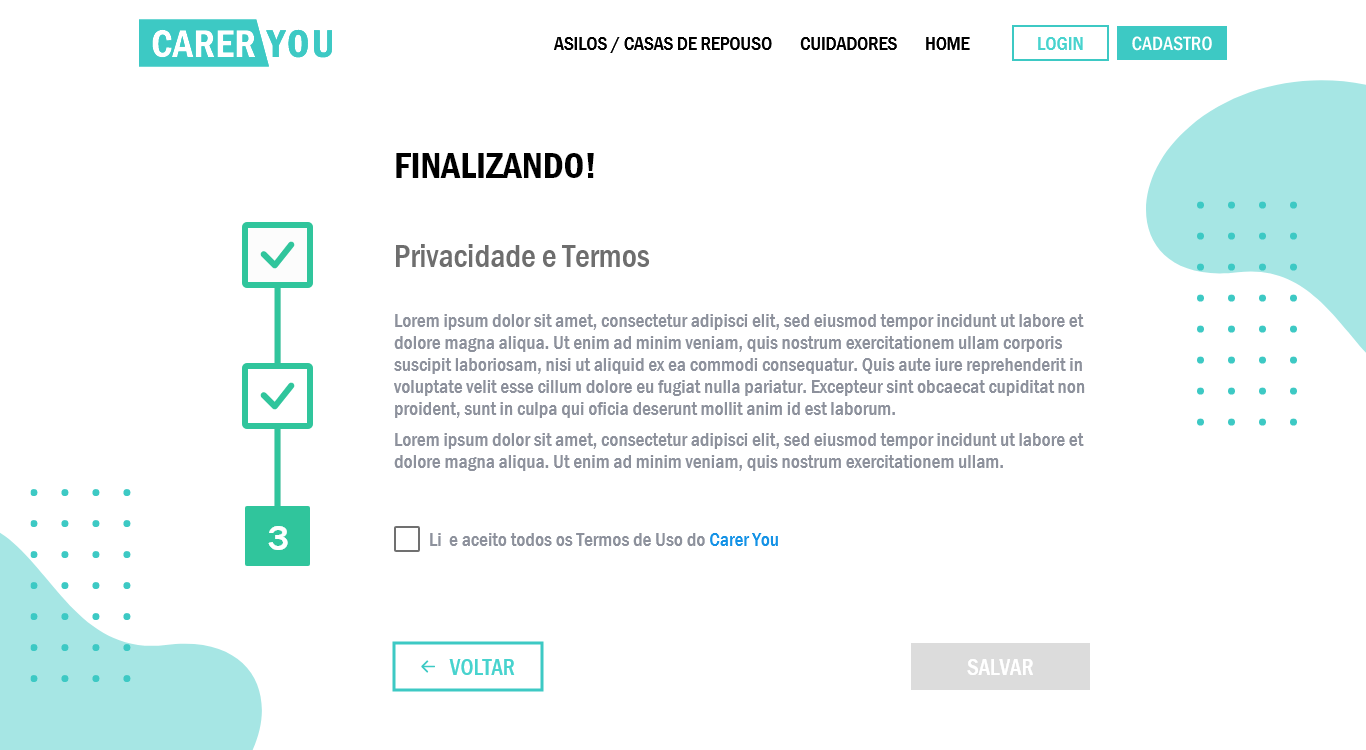 CARER YOU
ASILOS / CASAS DE REPOUSO
CUIDADORES
HOME
LOGIN
CADASTRO
FINALIZANDO!
Privacidade e Termos
Lorem ipsum dolor sit amet, consectetur adipisci elit, sed eiusmod tempor incidunt ut labore et
dolore magna aliqua. Ut enim ad minim veniam, quis nostrum exercitationem ullam corporis
suscipit laboriosam, nisi ut aliquid ex ea commodi consequatur. Quis aute iure reprehenderit in
voluptate velit esse cillum dolore eu fugiat nulla pariatur. Excepteur sint obcaecat cupiditat non
proident, sunt in culpa qui oficia deserunt mollit anim id est laborum.
Lorem ipsum dolor sit amet, consectetur adipisci elit, sed eiusmod tempor incidunt ut labore et
dolore magna aliqua. Ut enim ad minim veniam, quis nostrum exercitationem ullam.
3
Li e aceito todos os Termos de Uso do Carer You
← VOLTAR
SALVAR